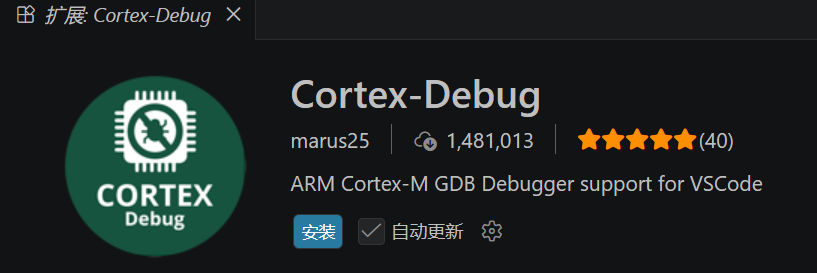 扩展: Cortex-Debug
CORTEX
Debug
Cortex-Debug
marus25 1,481,013 (40)
ARM Cortex-M GDB Debugger support for VSCode
安装 自动更新